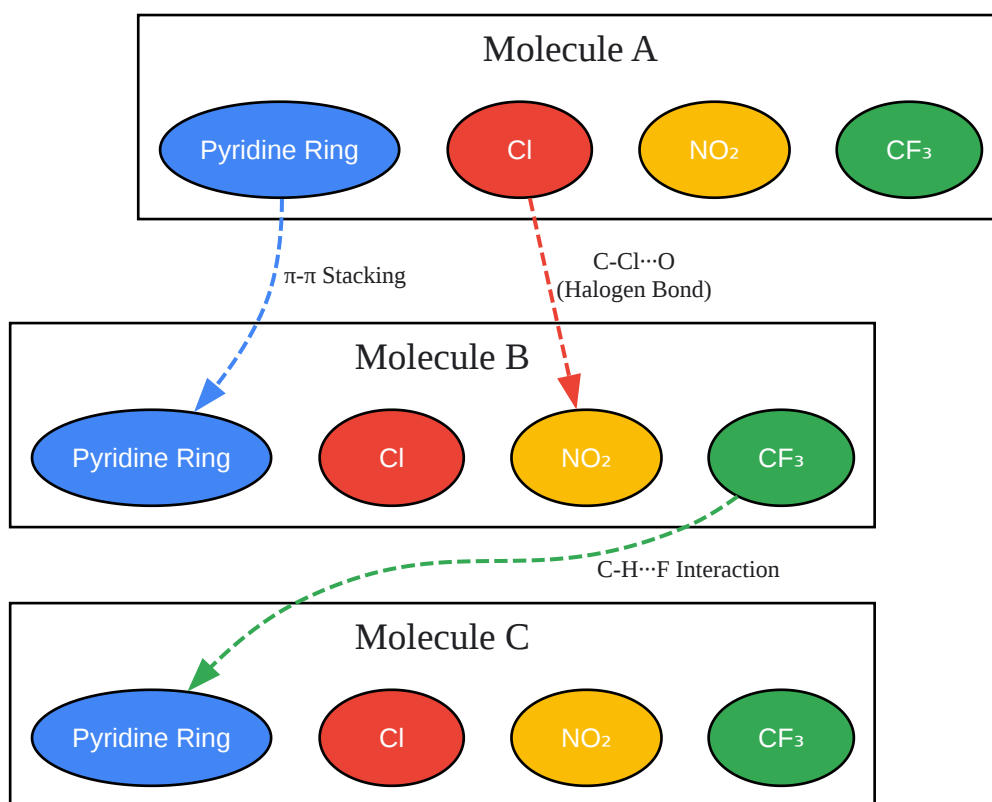 Molecule A
Pyridine Ring
Cl
NO₂
CF₃
π-π Stacking
C-Cl···O
(Halogen Bond)
Molecule B
Pyridine Ring
Cl
NO₂
CF₃
C-H···F Interaction
Molecule C
Pyridine Ring
Cl
NO₂
CF₃